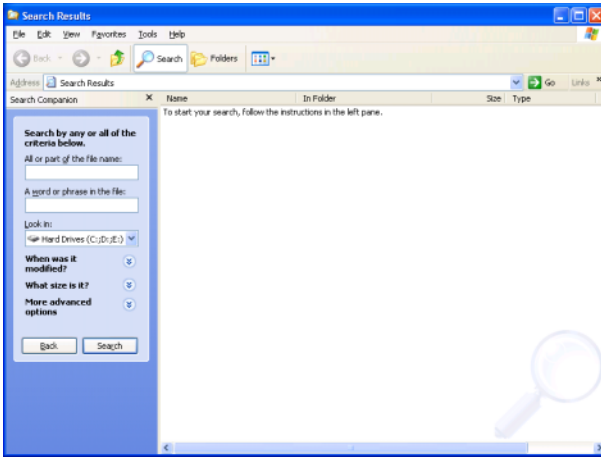 Search Results
File Edit View Favorites Tools Help
Back Search Folders
Address Search Results Go Links »
Search Companion × Name In Folder Size Type
To start your search, follow the instructions in the left pane.
Search by any or all of the
criteria below.
All or part of the file name:
A word or phrase in the file:
Look in:
Hard Drives (C:;D:;E:)
When was it
modified?
What size is it?
More advanced
options
Back Search